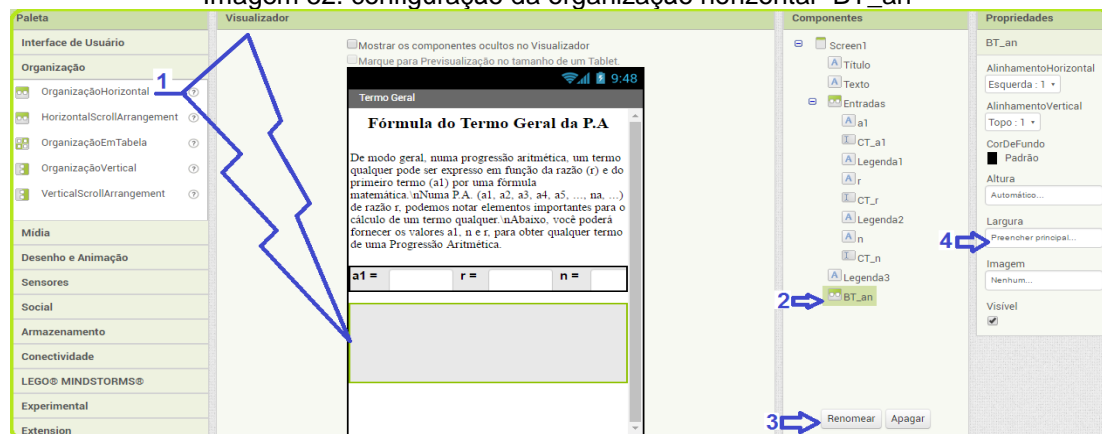 Imagem 32: configuração da organização horizontal "BT_an"
Paleta
Visualizador
Componentes
Propriedades
Interface de Usuário
Organização
OrganizaçãoHorizontal
HorizontalScrollArrangement
OrganizaçãoEmTabela
OrganizaçãoVertical
VerticalScrollArrangement
Mídia
Desenho e Animação
Sensores
Social
Armazenamento
Conectividade
LEGO® MINDSTORMS®
Experimental
Extension
1
Mostrar os componentes ocultos no Visualizador
Marque para Previsualização no tamanho de um Tablet.
9:48
Termo Geral
Fórmula do Termo Geral da P.A
De modo geral, numa progressão aritmética, um termo
qualquer pode ser expresso em função da razão (r) e do
primeiro termo (a1) por uma fórmula
matemática.\nNuma P.A. (a1, a2, a3, a4, a5, ..., na, ...)
de razão r, podemos notar elementos importantes para o
cálculo de um termo qualquer.\nAbaixo, você poderá
fornecer os valores a1, n e r, para obter qualquer termo
de uma Progressão Aritmética.
a1 = r = n =
Screen1
Título
Texto
Entradas
a1
CT_a1
Legenda1
r
CT_r
Legenda2
n
CT_n
Legenda3
2
BT_an
3
Renomear Apagar
BT_an
AlinhamentoHorizontal
Esquerda : 1
AlinhamentoVertical
Topo : 1
CorDeFundo
Padrão
Altura
Automático...
Largura
4
Preencher principal...
Imagem
Nenhum...
Visível